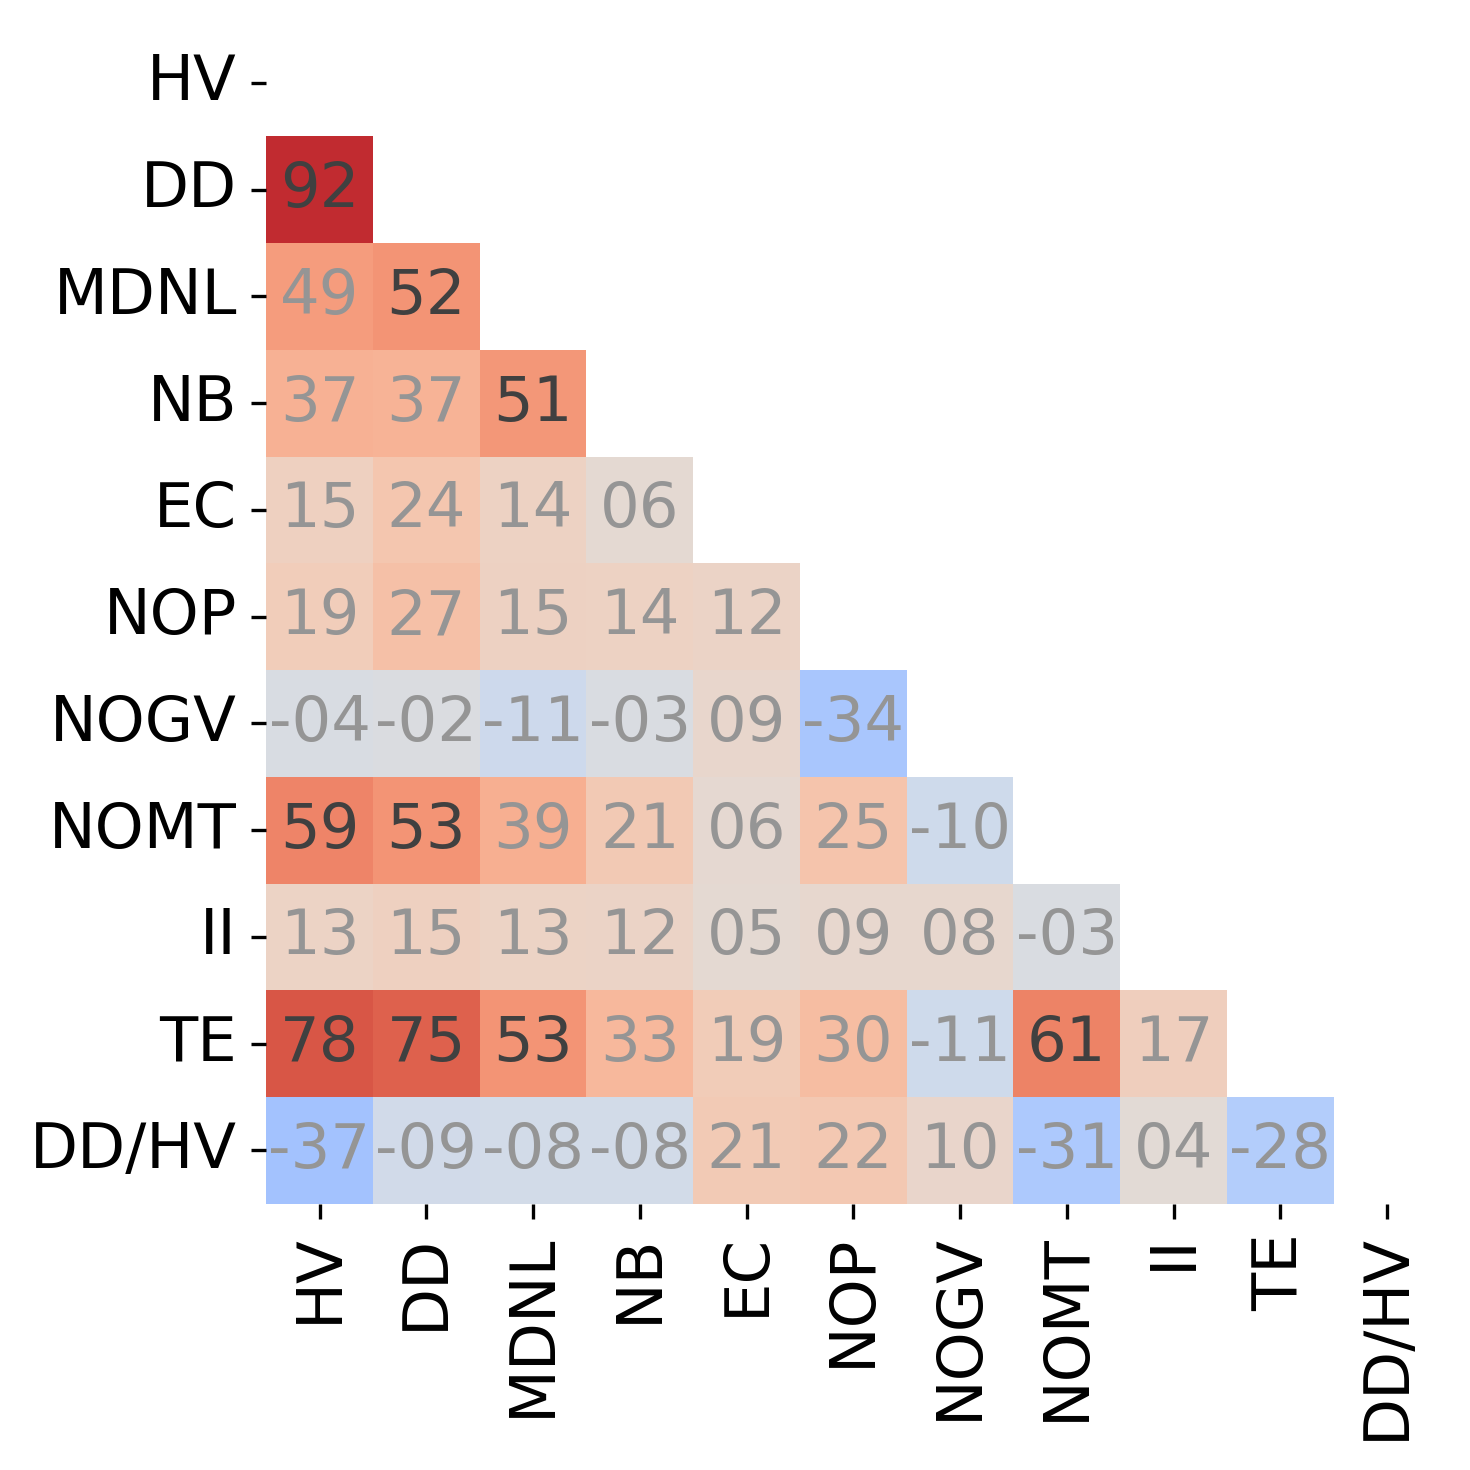 HV
DD 92
MDNL 49 52
NB 37 37 51
EC 15 24 14 06
NOP 19 27 15 14 12
NOGV -04 -02 -11 -03 09 -34
NOMT 59 53 39 21 06 25 -10
II 13 15 13 12 05 09 08 -03
TE 78 75 53 33 19 30 -11 61 17
DD/HV -37 -09 -08 -08 21 22 10 -31 04 -28
HV DD MDNL NB EC NOP NOGV NOMT II TE DD/HV